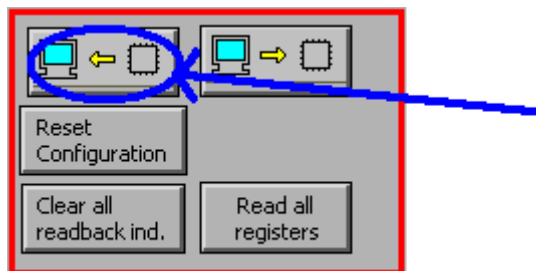 Reset
Configuration
Clear all
readback ind.
Read all
registers